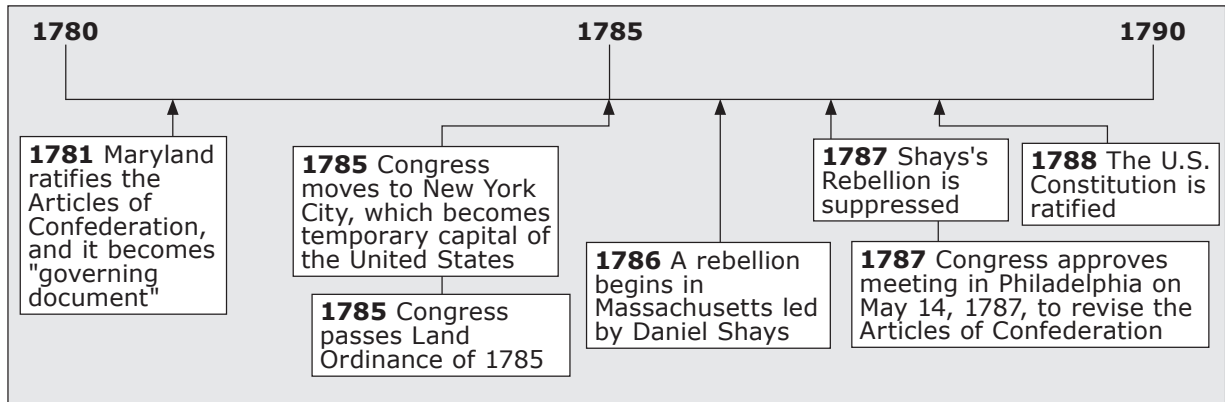 1780
1785
1790
1781 Maryland
ratifies the
Articles of
Confederation,
and it becomes
"governing
document"
1785 Congress
moves to New York
City, which becomes
temporary capital of
the United States
1785 Congress
passes Land
Ordinance of 1785
1786 A rebellion
begins in
Massachusetts led
by Daniel Shays
1787 Shays's
Rebellion is
suppressed
1787 Congress approves
meeting in Philadelphia on
May 14, 1787, to revise the
Articles of Confederation
1788 The U.S.
Constitution is
ratified